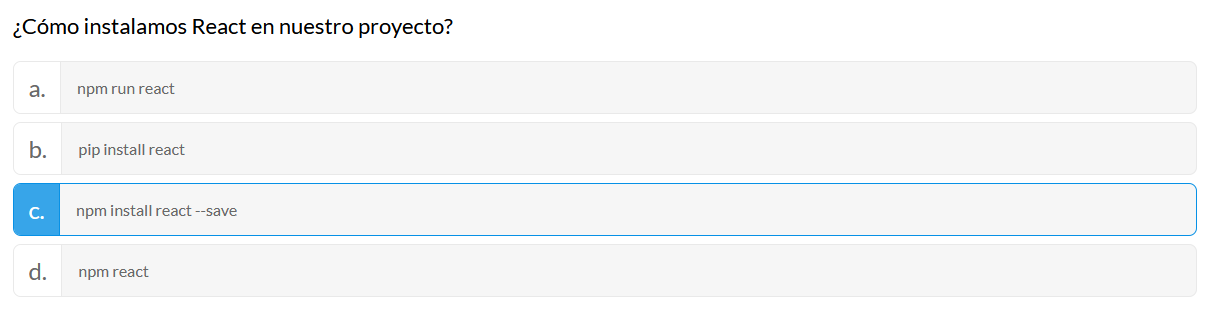 ¿Cómo instalamos React en nuestro proyecto?
a. npm run react
b. pip install react
c. npm install react --save
d. npm react